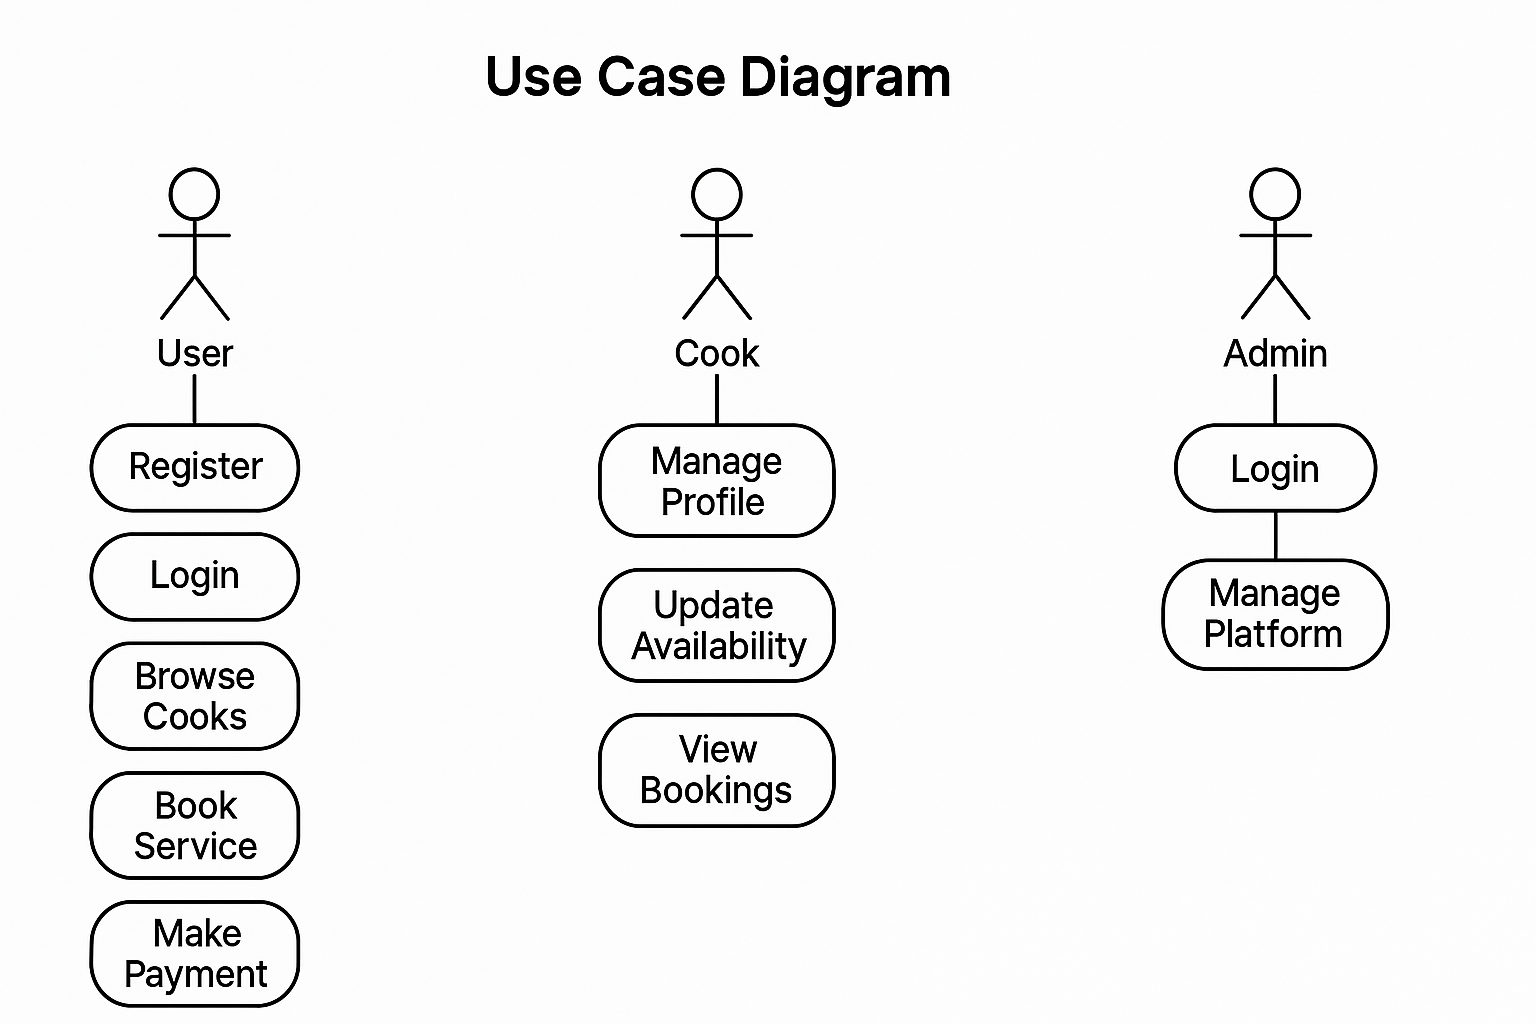 Use Case Diagram
User
Register
Login
Browse
Cooks
Book
Service
Make
Payment
Cook
Manage
Profile
Update
Availability
View
Bookings
Admin
Login
Manage
Platform